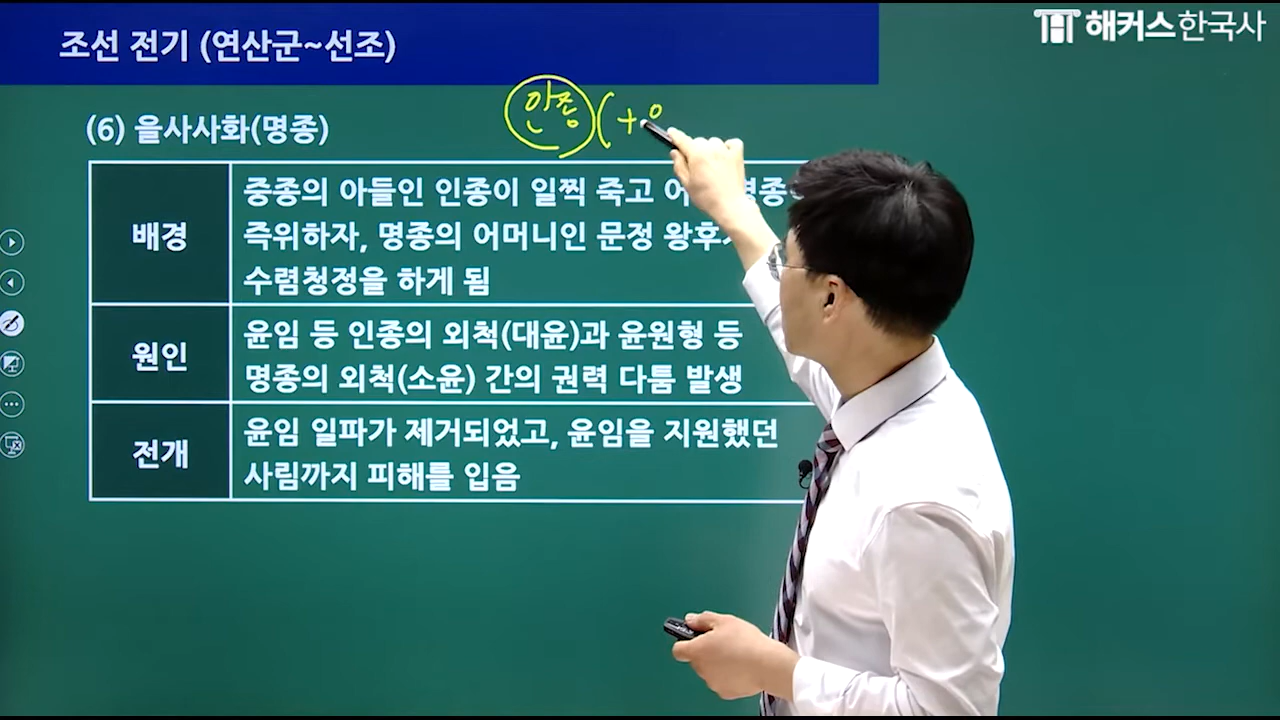 해커스한국사
조선 전기 (연산군~선조)
인종 ( +
(6) 을사사화(명종)
배경
중종의 아들인 인종이 일찍 죽고
즉위하자, 명종의 어머니인 문정 왕후가
수렴청정을 하게 됨
원인
윤임 등 인종의 외척(대윤)과 윤원형 등
명종의 외척(소윤) 간의 권력 다툼 발생
전개
윤임 일파가 제거되었고, 윤임을 지원했던
사림까지 피해를 입음